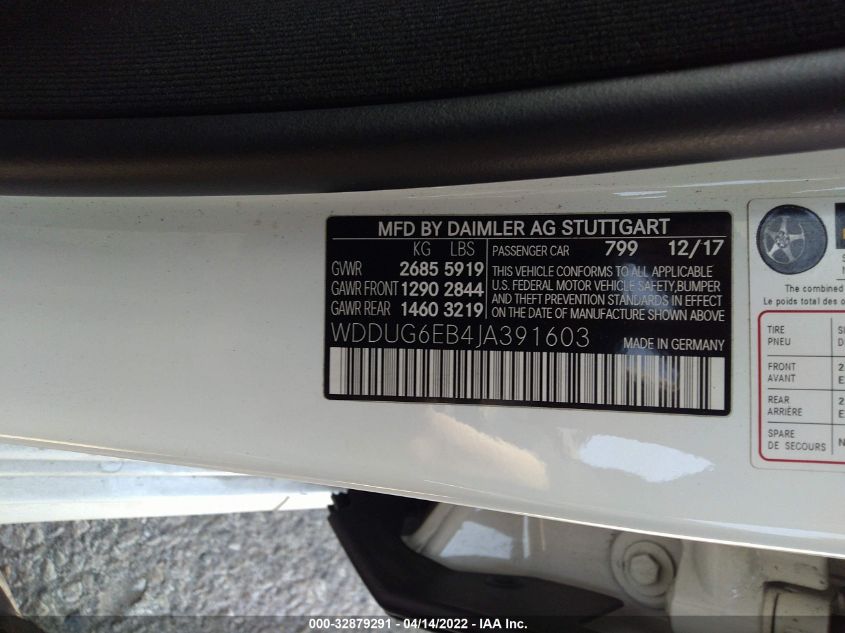 MFD BY DAIMLER AG STUTTGART
KG LBS
GVWR 2685 5919
GAWR FRONT 1290 2844
GAWR REAR 1460 3219
PASSENGER CAR 799 12/17
THIS VEHICLE CONFORMS TO ALL APPLICABLE
U.S. FEDERAL MOTOR VEHICLE SAFETY,BUMPER
AND THEFT PREVENTION STANDARDS IN EFFECT
ON THE DATE OF MANUFACTURE SHOWN ABOVE
WDDUG6EB4JA391603 MADE IN GERMANY
The combined
Le poids total des o
TIRE
PNEU
FRONT
AVANT
REAR
ARRIÈRE
SPARE
DE SECOURS
000-32879291 - 04/14/2022 - IAA Inc.